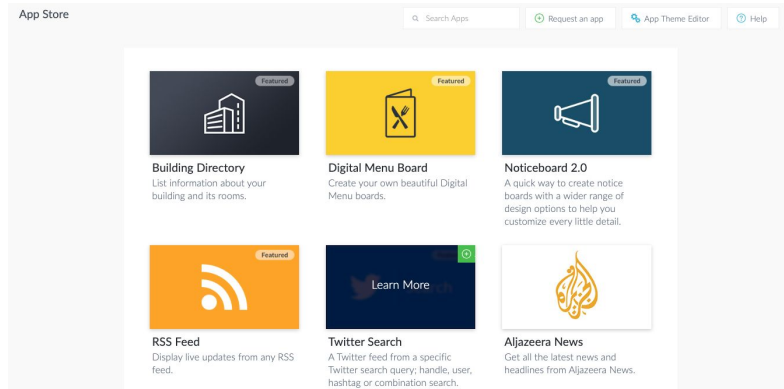 App Store
Search Apps
Request an app
App Theme Editor
Help
Featured
Featured
Featured
Building Directory
List information about your
building and its rooms.
Digital Menu Board
Create your own beautiful Digital
Menu boards.
Noticeboard 2.0
A quick way to create notice
boards with a wider range of
design options to help you
customize every little detail.
Featured
Learn More
RSS Feed
Display live updates from any RSS
feed.
Twitter Search
A Twitter feed from a specific
Twitter search query; handle, user,
hashtag or combination search.
Aljazeera News
Get all the latest news and
headlines from Aljazeera News.